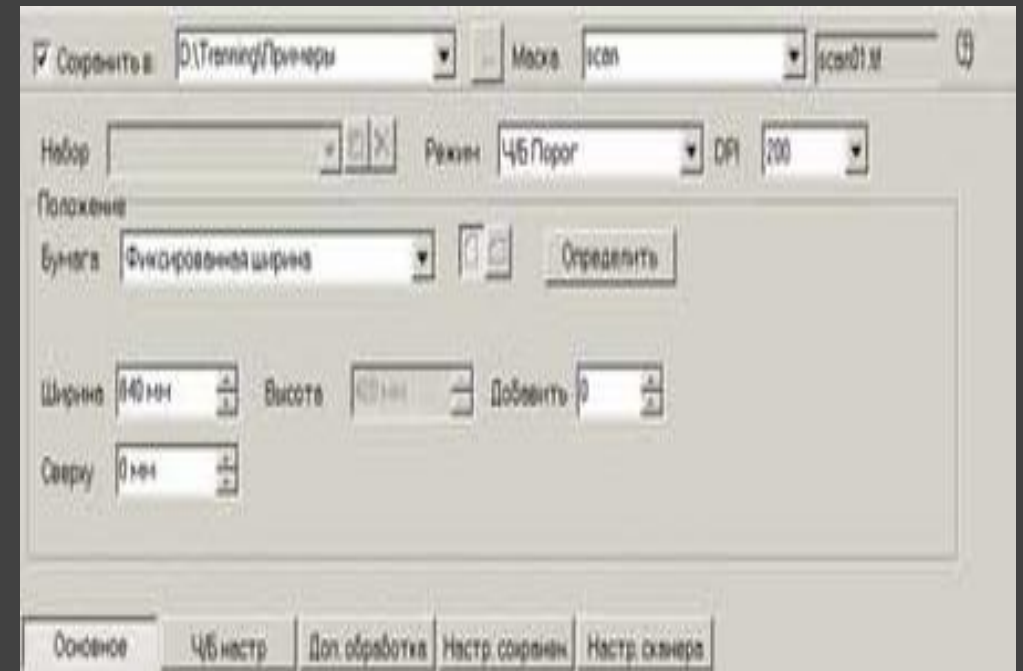 Сохранить в: D:\Trenning\Примеры ... Маска scan scan01.tif
Набор Режим Ч/Б Порог DPI 200
Положение
Бумага Фиксированная ширина Определить
Ширина 840 мм Высота Добавить 0
Сверху 0 мм
Основное Ч/Б настр Доп. обработка Настр. сохранен. Настр. сканера